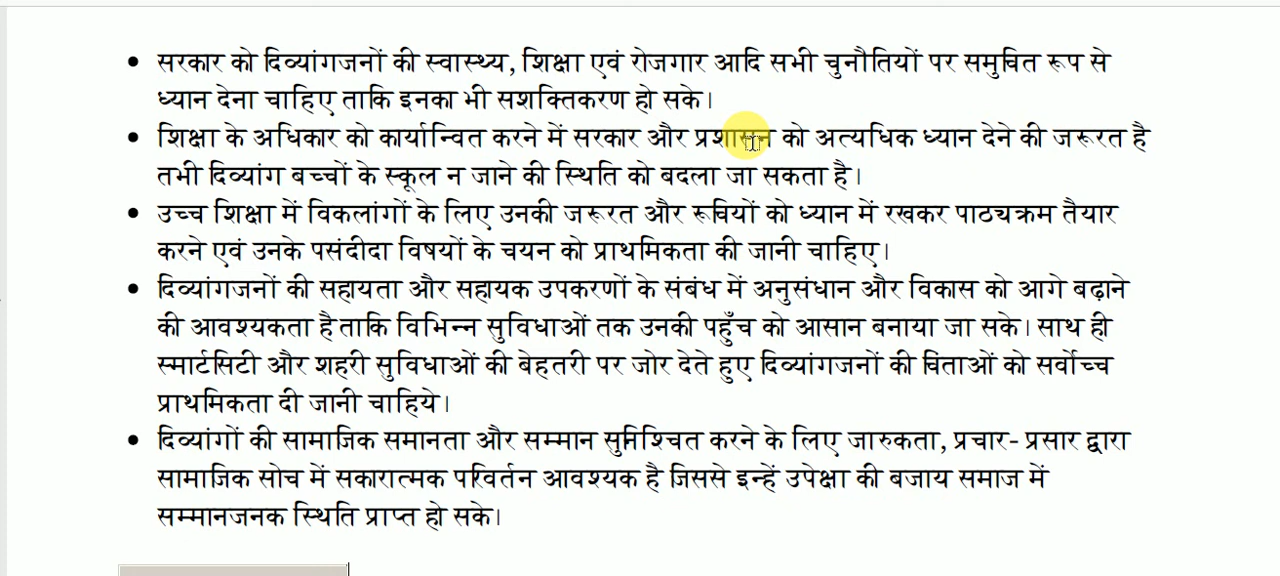 सरकार को दिव्यांगजनों की स्वास्थ्य, शिक्षा एवं रोजगार आदि सभी चुनौतियों पर समुचित रूप से
ध्यान देना चाहिए ताकि इनका भी सशक्तिकरण हो सके।
शिक्षा के अधिकार को कार्यान्वित करने में सरकार और प्रशासन को अत्यधिक ध्यान देने की जरूरत है
तभी दिव्यांग बच्चों के स्कूल न जाने की स्थिति को बदला जा सकता है।
उच्च शिक्षा में विकलांगों के लिए उनकी जरूरत और रूचियों को ध्यान में रखकर पाठ्यक्रम तैयार
करने एवं उनके पसंदीदा विषयों के चयन को प्राथमिकता की जानी चाहिए।
दिव्यांगजनों की सहायता और सहायक उपकरणों के संबंध में अनुसंधान और विकास को आगे बढ़ाने
की आवश्यकता है ताकि विभिन्न सुविधाओं तक उनकी पहुँच को आसान बनाया जा सके। साथ ही
स्मार्टसिटी और शहरी सुविधाओं की बेहतरी पर जोर देते हुए दिव्यांगजनों की चिंताओं को सर्वोच्च
प्राथमिकता दी जानी चाहिये।
दिव्यांगों की सामाजिक समानता और सम्मान सुनिश्चित करने के लिए जारुकता, प्रचार- प्रसार द्वारा
सामाजिक सोच में सकारात्मक परिवर्तन आवश्यक है जिससे इन्हें उपेक्षा की बजाय समाज में
सम्मानजनक स्थिति प्राप्त हो सके।